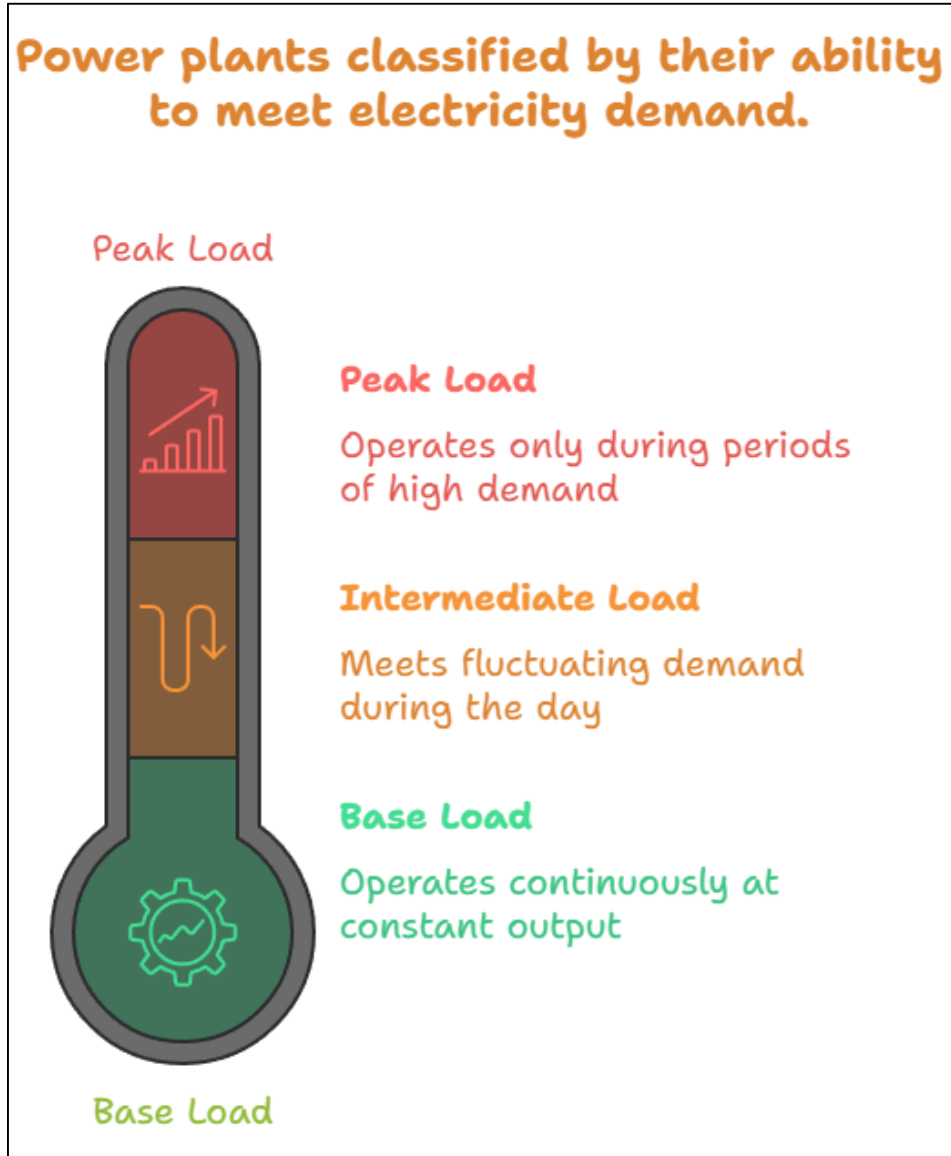 Power plants classified by their ability
to meet electricity demand.
Peak Load
Peak Load
Operates only during periods
of high demand
Intermediate Load
Meets fluctuating demand
during the day
Base Load
Operates continuously at
constant output
Base Load